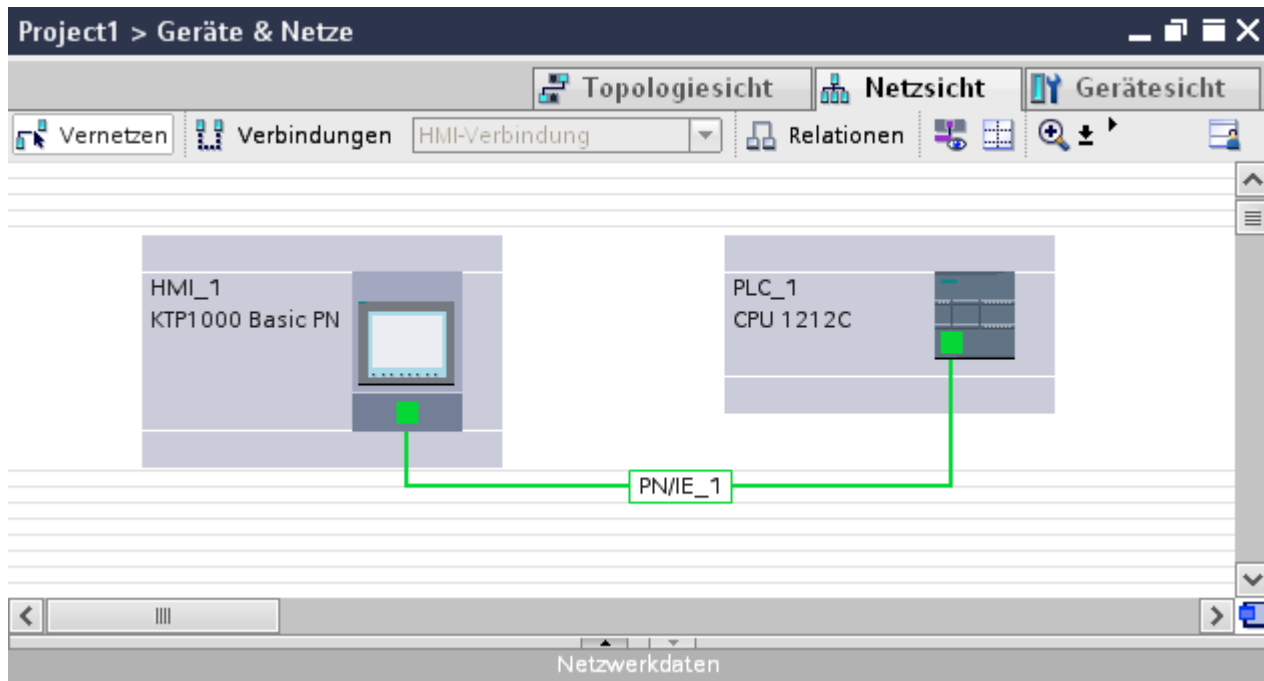 Project1 > Geräte & Netze
Topologiesicht Netzsicht Gerätesicht
Vernetzen Verbindungen HMI-Verbindung Relationen
HMI_1
KTP1000 Basic PN
PLC_1
CPU 1212C
PN/IE_1
Netzwerkdaten